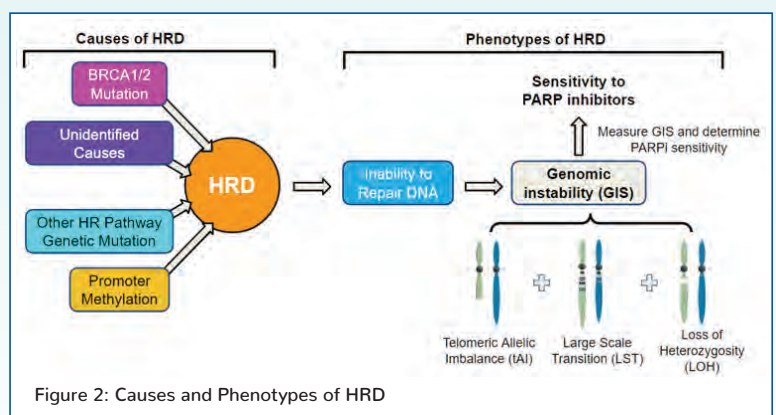 Causes of HRD
Phenotypes of HRD
BRCA1/2
Mutation
Unidentified
Causes
Other HR Pathway
Genetic Mutation
Promoter
Methylation
HRD
Inability to
Repair DNA
Sensitivity to
PARP inhibitors
Measure GIS and determine
PARPi sensitivity
Genomic
instability (GIS)
Telomeric Allelic
Imbalance (tAI)
Large Scale
Transition (LST)
Loss of
Heterozygosity
(LOH)
Figure 2: Causes and Phenotypes of HRD